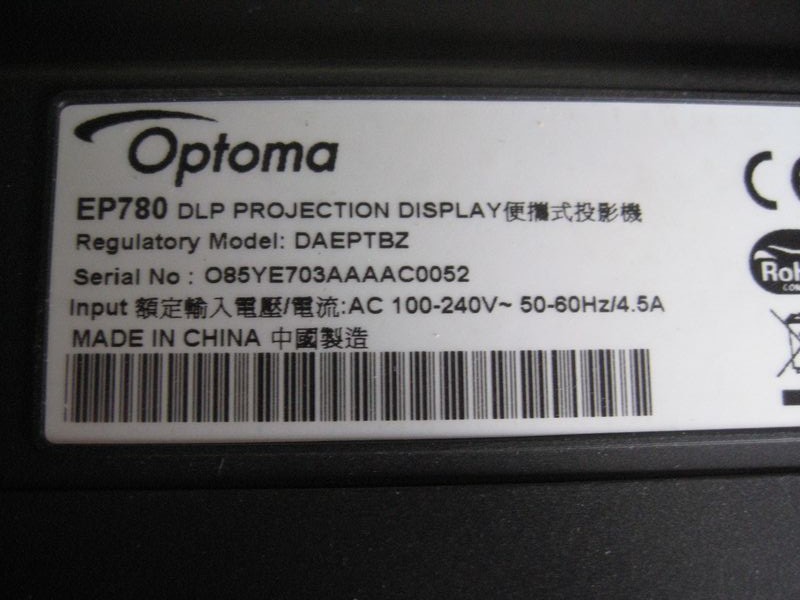 Optoma
EP780 DLP PROJECTION DISPLAY便攜式投影機
Regulatory Model: DAEPTBZ
Serial No : O85YE703AAAAC0052
Input 額定輸入電壓/電流:AC 100-240V~ 50-60Hz/4.5A
MADE IN CHINA 中國製造